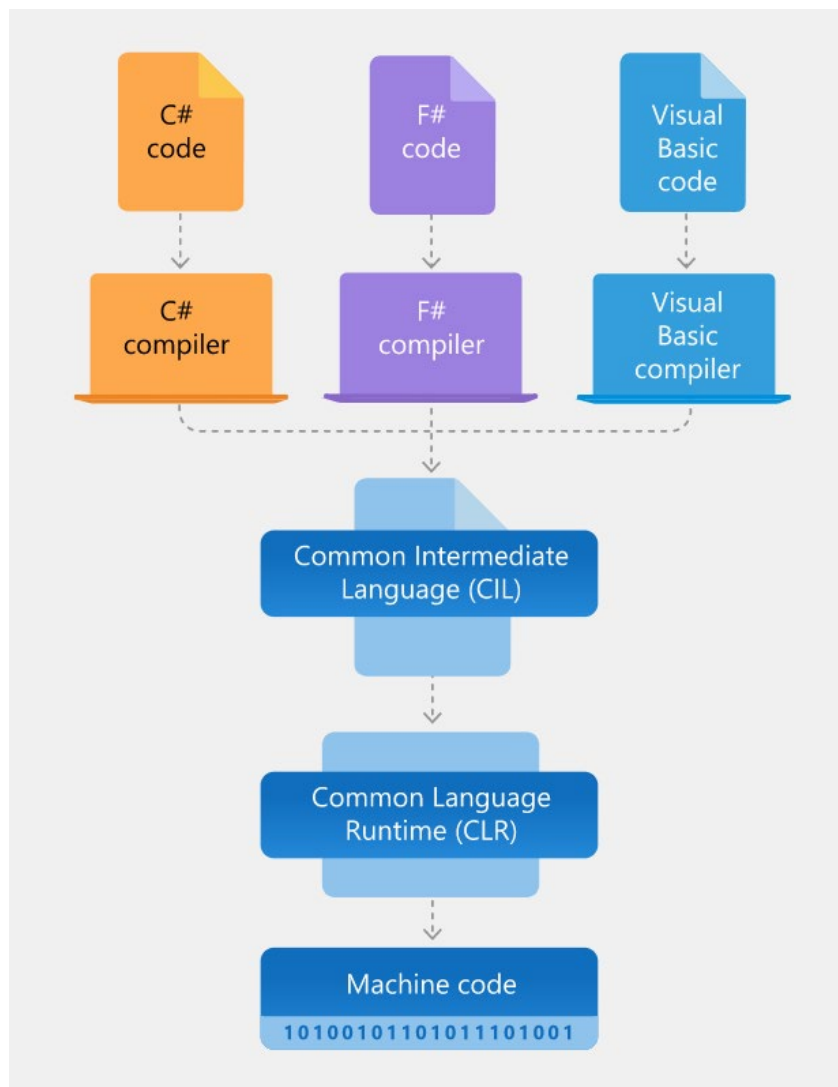 C#
code
F#
code
Visual
Basic
code
C#
compiler
F#
compiler
Visual
Basic
compiler
Common Intermediate
Language (CIL)
Common Language
Runtime (CLR)
Machine code
10100101101011101001